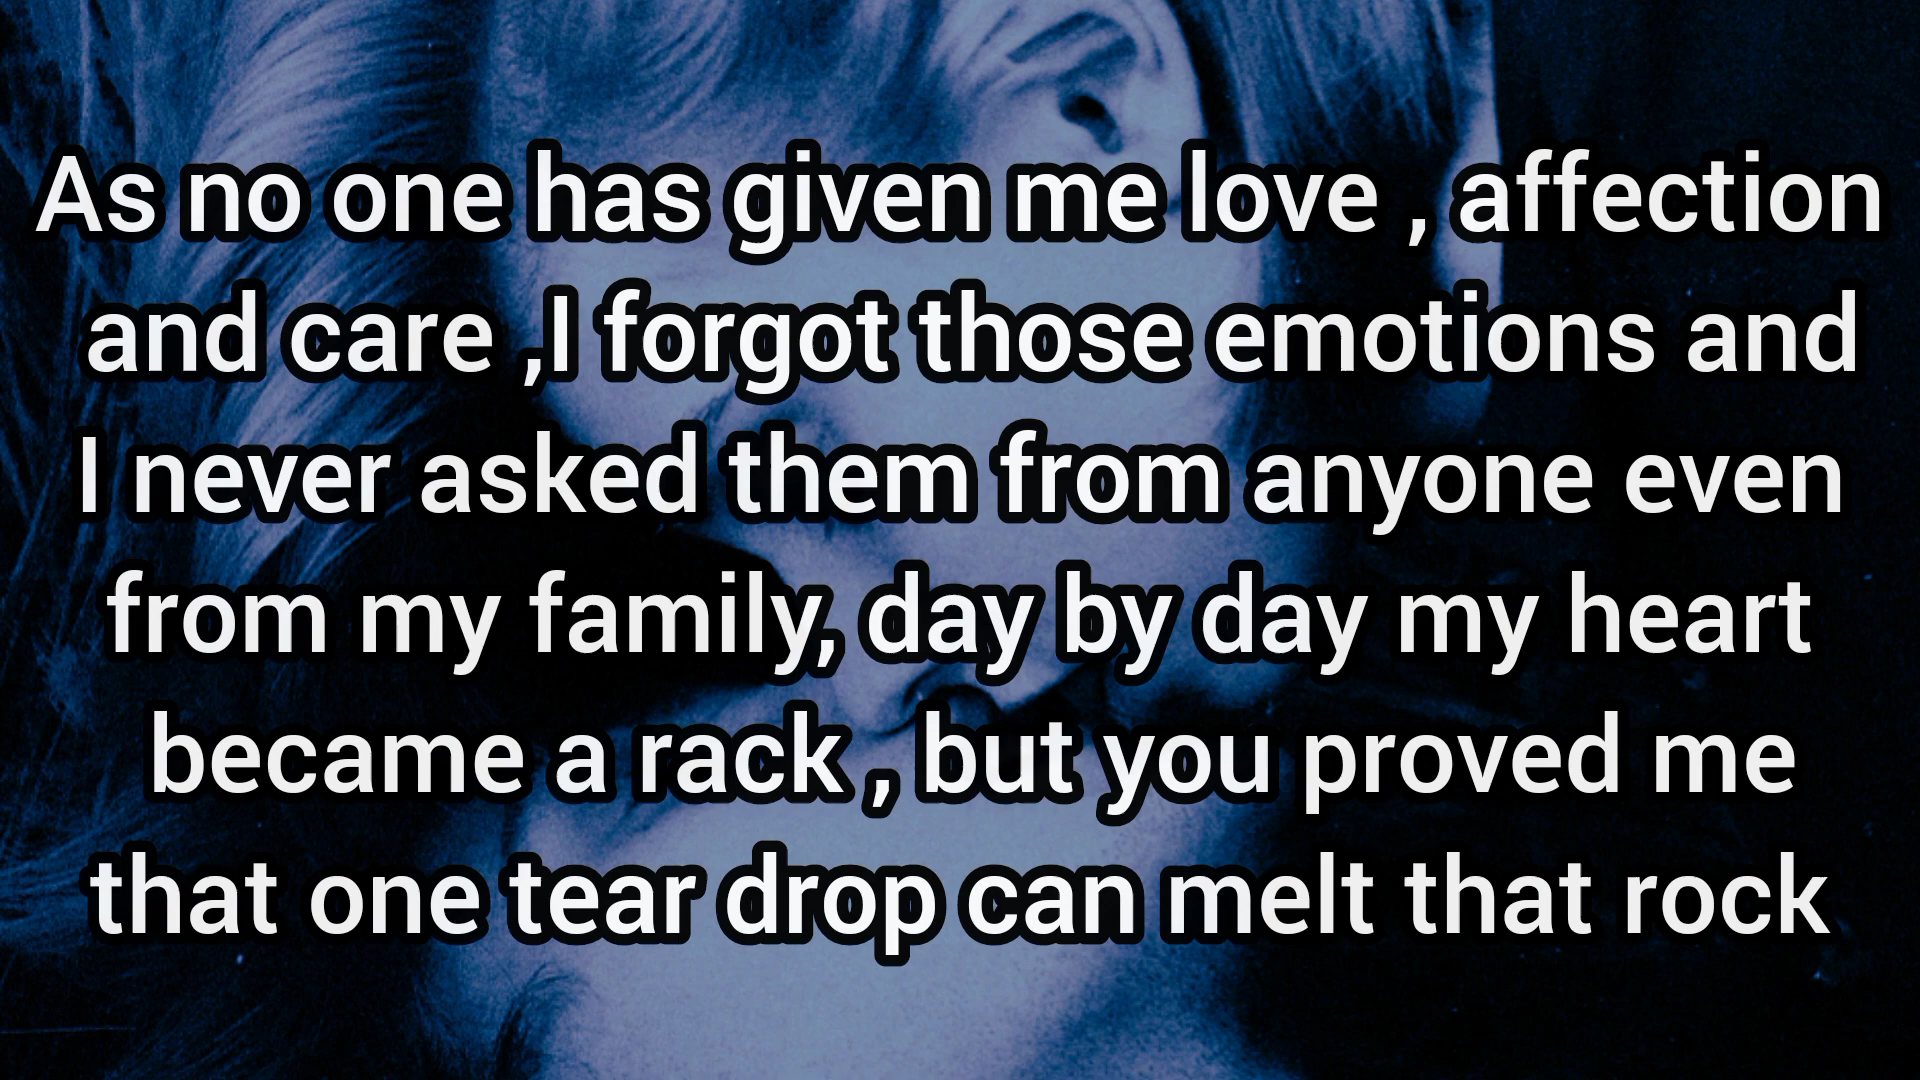 As no one has given me love , affection
and care ,I forgot those emotions and
I never asked them from anyone even
from my family, day by day my heart
became a rack , but you proved me
that one tear drop can melt that rock